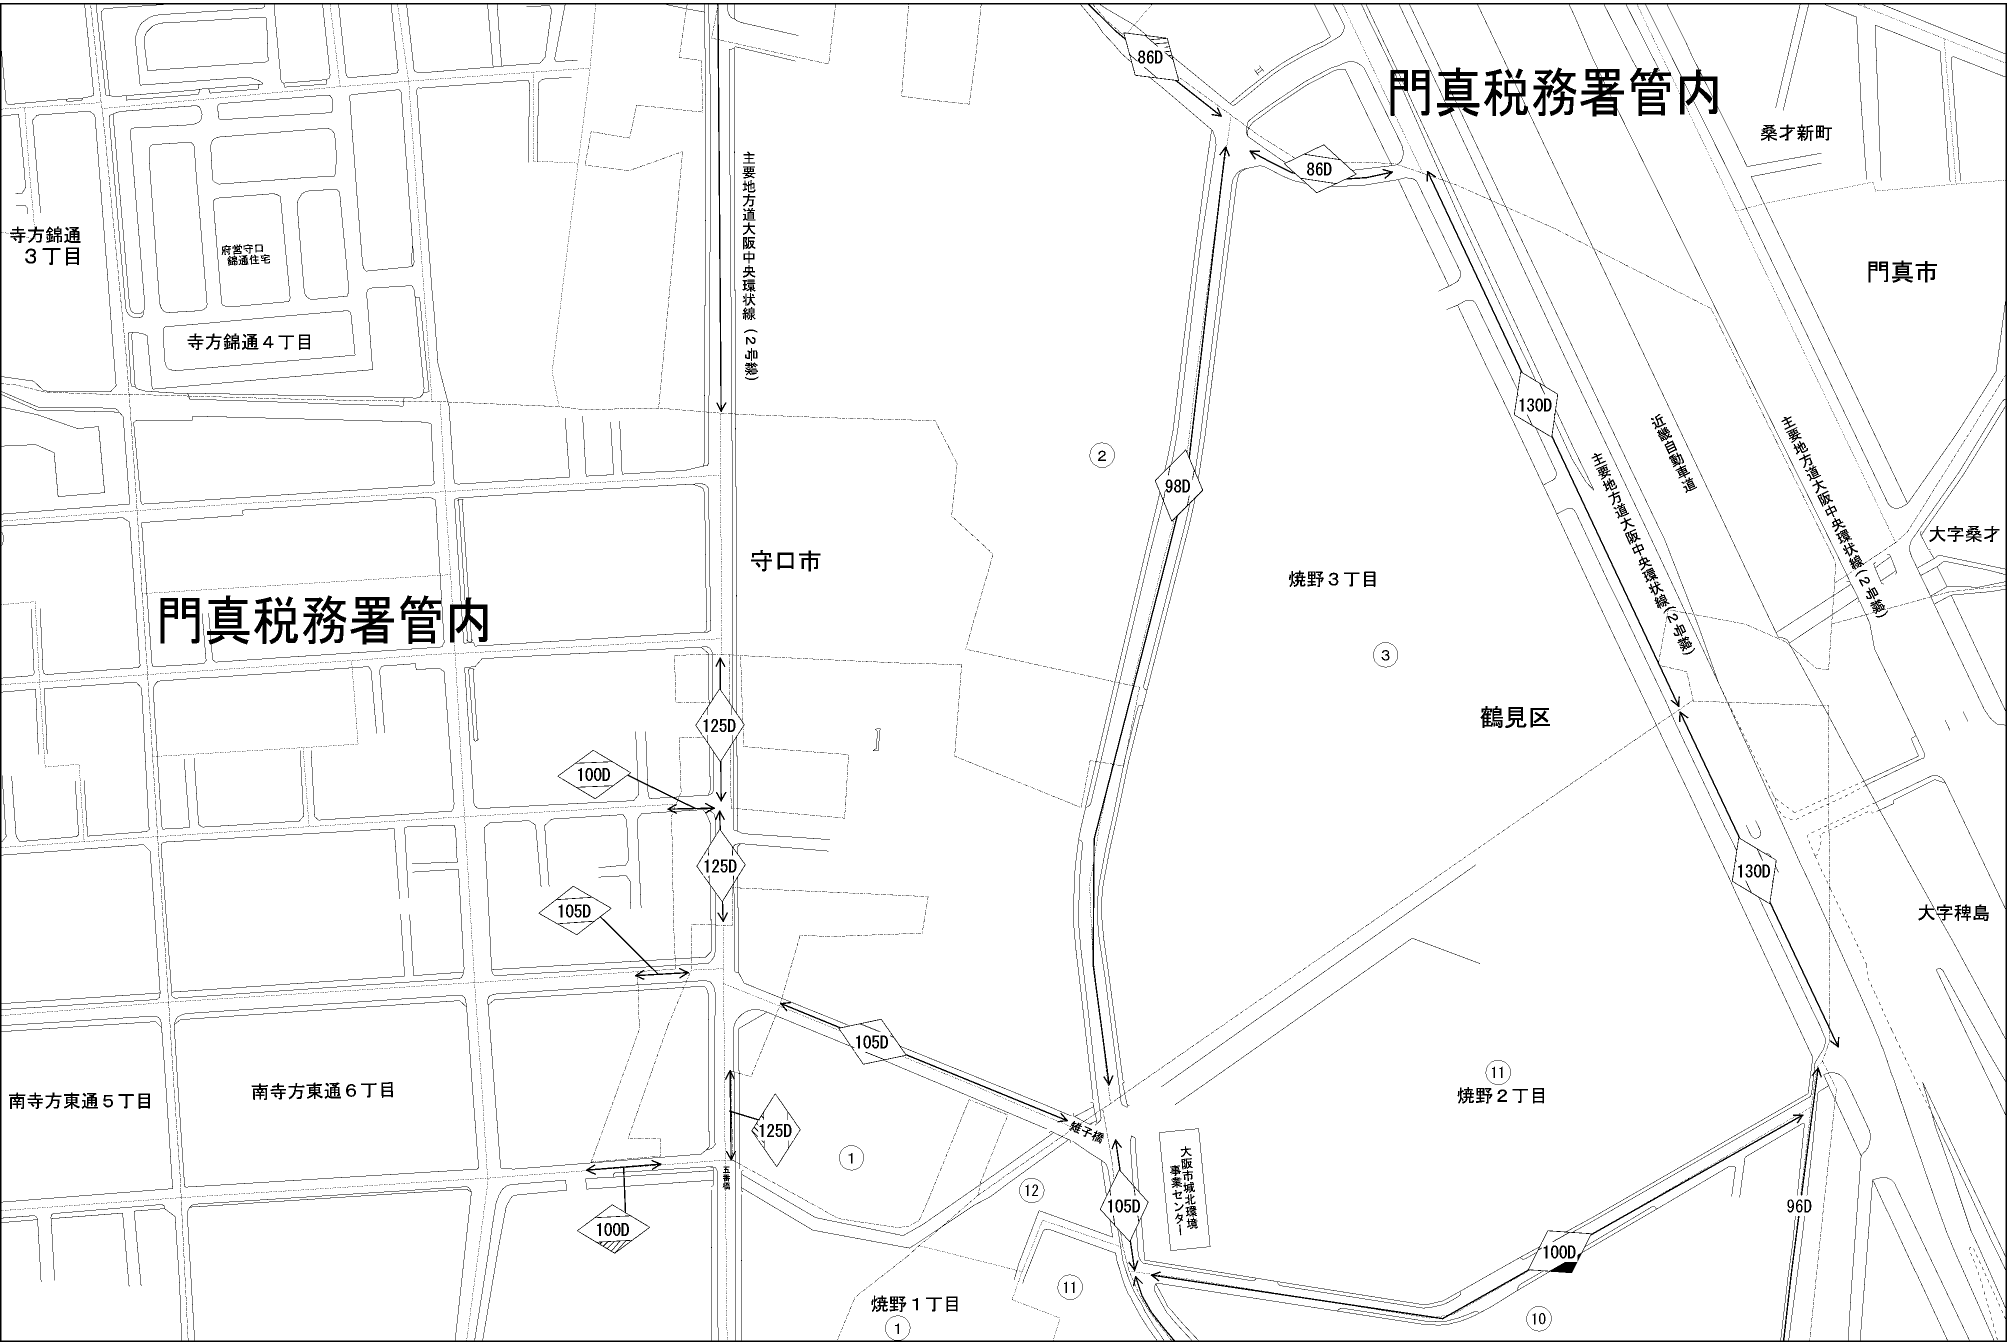 86D
門真税務署管内
桑才新町
主要地方道大阪中央環状線（２号線）
86D
寺方錦通
３丁目
府営守口
錦通住宅
門真市
寺方錦通４丁目
130D
近畿自動車道
主要地方道大阪中央環状線（２号線）
主要地方道大阪中央環状線（２号線）
2
98D
大字桑才
守口市
焼野３丁目
門真税務署管内
3
鶴見区
125D
100D
125D
130D
105D
大字稗島
105D
11
焼野２丁目
南寺方東通５丁目
南寺方東通６丁目
125D
雉子橋
1
大阪市城北環境
事業センター
五番橋
12
105D
96D
100D
100D
11
焼野１丁目
1
10